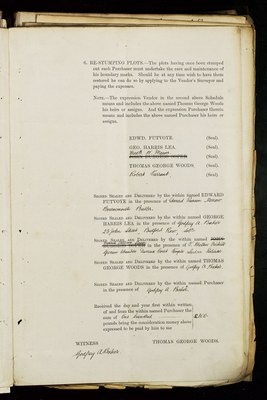 6. RE-STUMPING PLOTS.—The plots having once been stumped
out each Purchaser must undertake the care and maintenance of
his boundary marks. Should he at any time wish to have them
restored he can do so by applying to the Vendor's Surveyor and
paying the expenses.
NOTE.—The expression Vendor in the second above Schedule
means and includes the above named Thomas George Woods
his heirs or assigns. And the expression Purchaser thereto
means and includes the above named Purchaser his heirs or
assigns.
EDWD. FUTVOYE. (Seal).
GEO. HARRIS LEA. (Seal).
(Seal).
THOMAS GEORGE WOODS. (Seal).
Robert (Seal).
SIGNED SEALED AND DELIVERED by the within named EDWARD
FUTVOYE in the presence of
SIGNED SEALED AND DELIVERED by the within named GEORGE
HARRIS LEA in the presence of Godfrey A. Parker.
23 John Street Bedford Row.
SIGNED SEALED AND DELIVERED by the within named
in the presence of
SIGNED SEALED AND DELIVERED by the within named THOMAS
GEORGE WOODS in the presence of Godfrey A. Parker.
SIGNED SEALED AND DELIVERED by the within named Purchaser
in the presence of Godfrey A. Parker.
Received the day and year first within written
of and from the within named Purchaser the
sum of
pounds being the consideration money above
expressed to be paid by him to me
WITNESS THOMAS GEORGE WOODS.
Godfrey A. Parker.